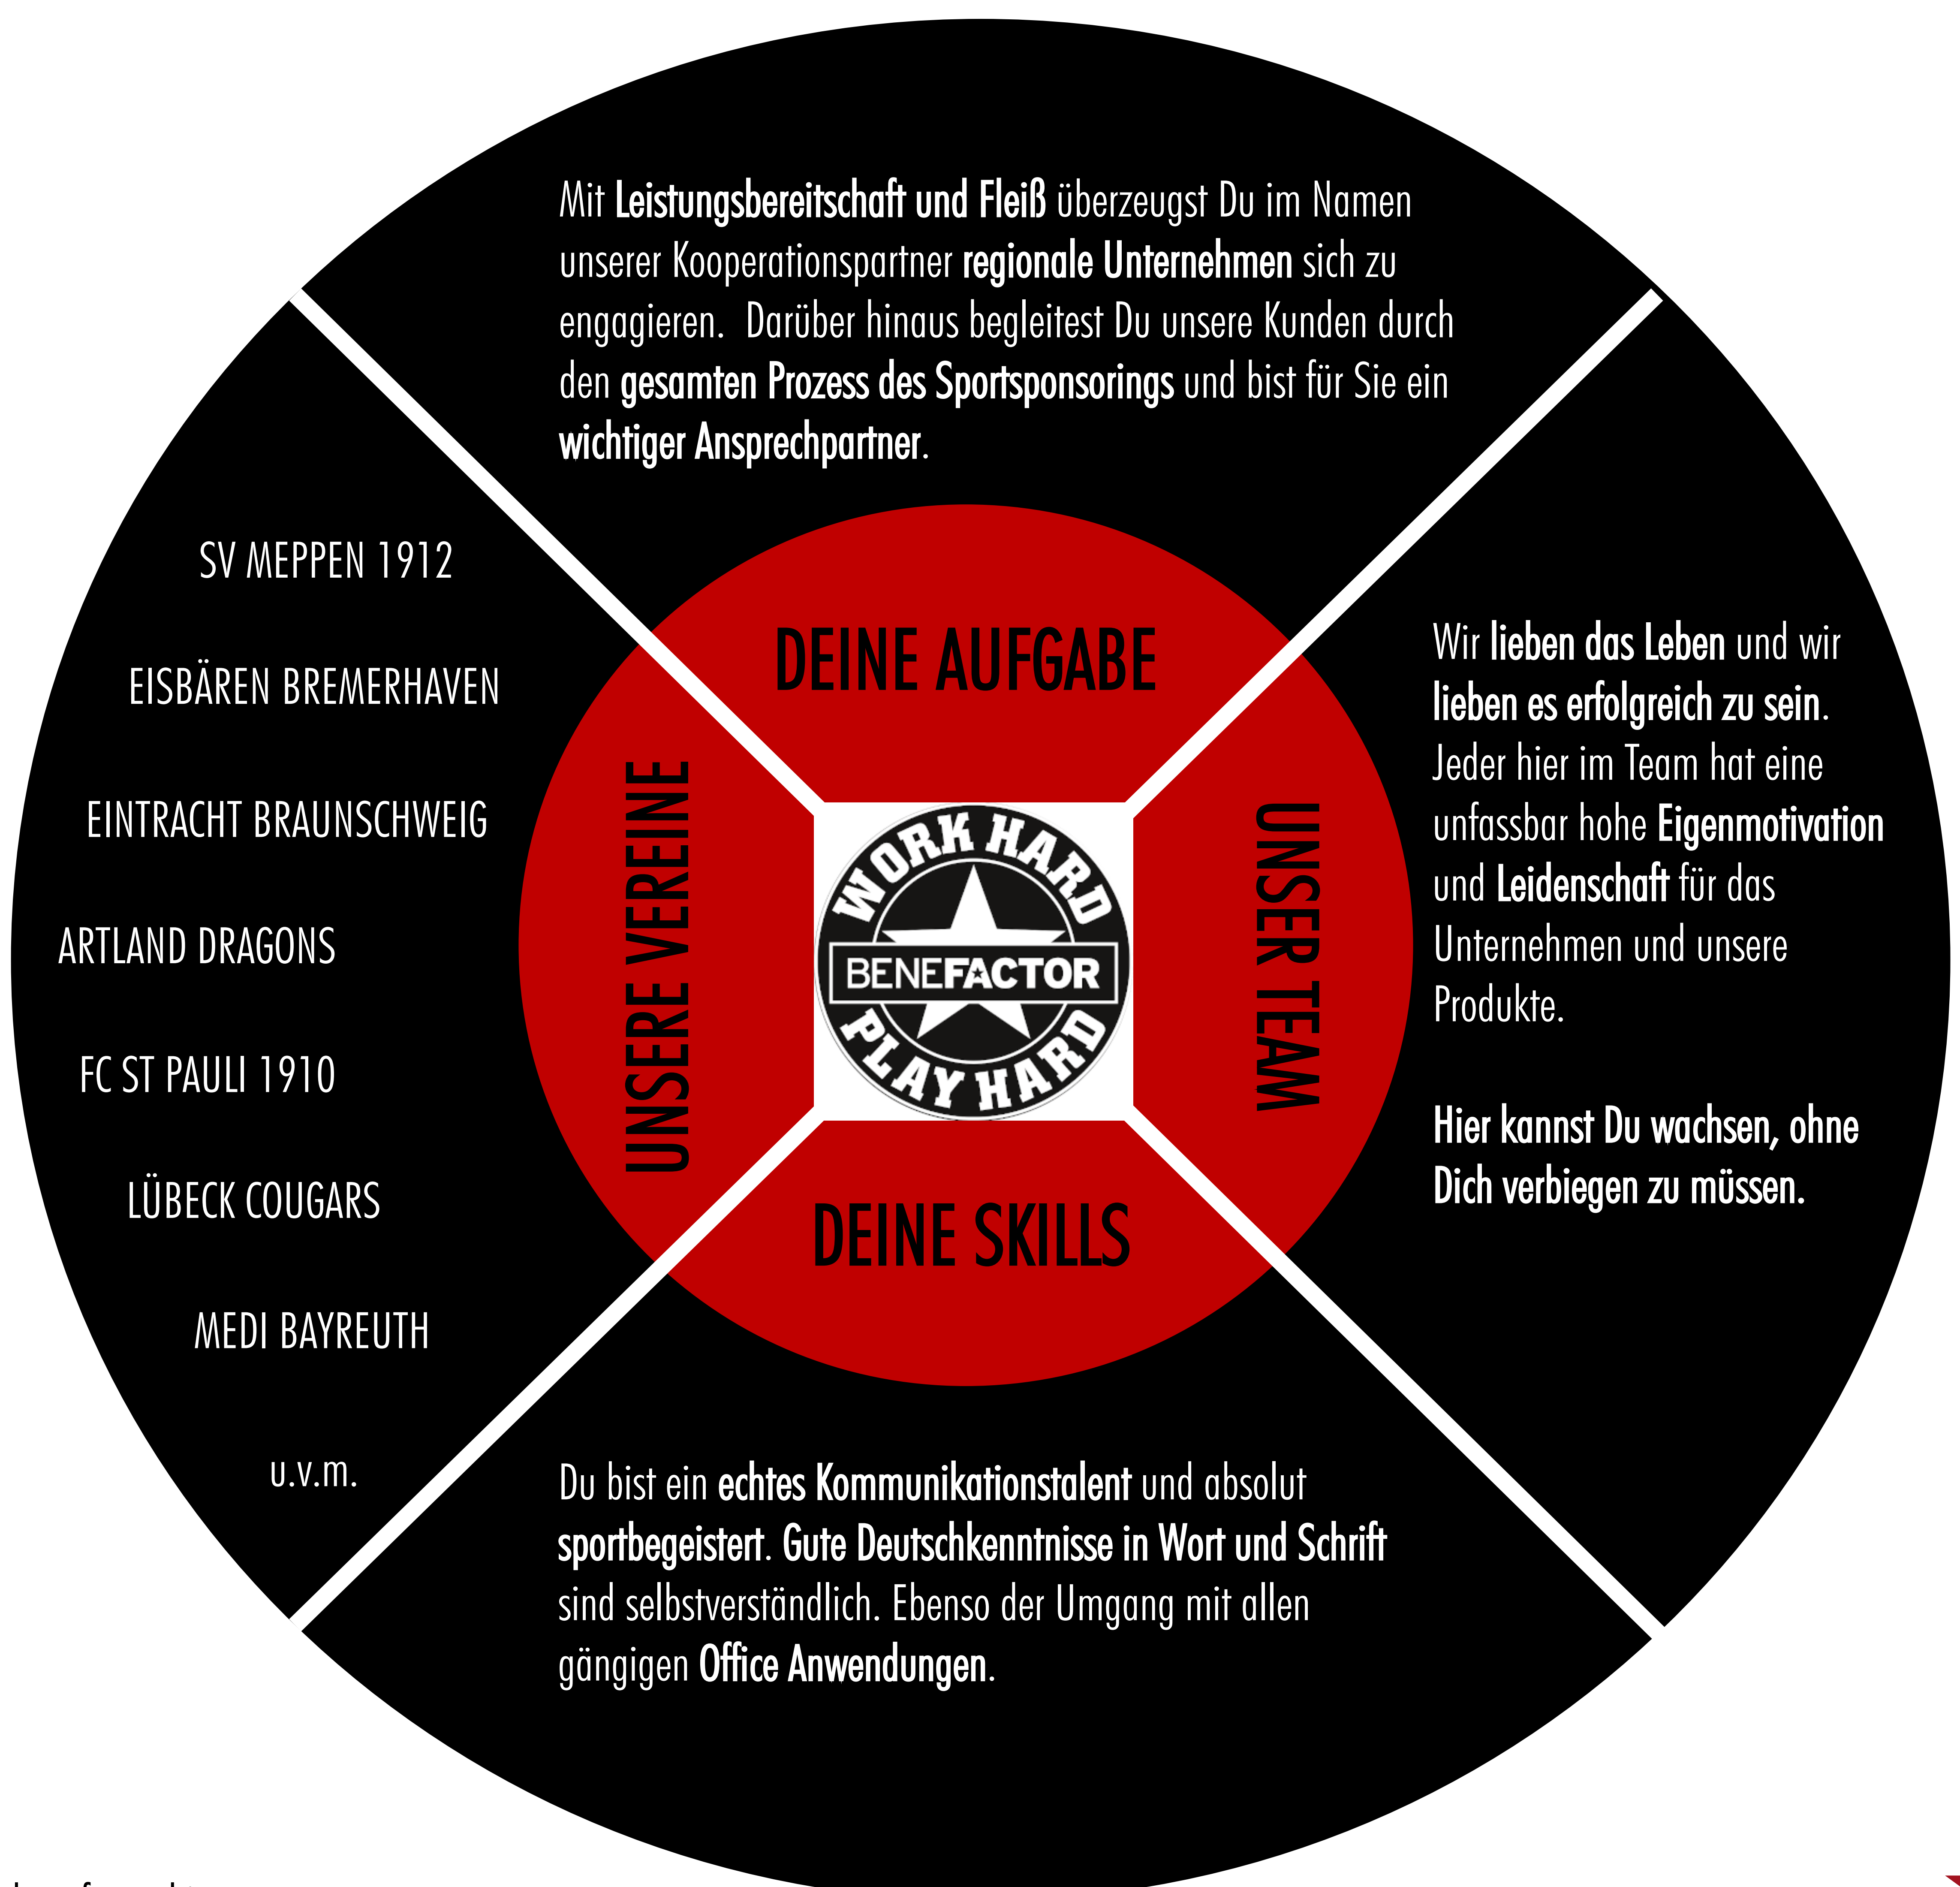 Mit Leistungsbereitschaft und Fleiß überzeugst Du im Namen
unserer Kooperationspartner regionale Unternehmen sich zu
engagieren. Darüber hinaus begleitest Du unsere Kunden durch
den gesamten Prozess des Sportsponsorings und bist für Sie ein
wichtiger Ansprechpartner.
DEINE AUFGABE
SV MEPPEN 1912
EISBÄREN BREMERHAVEN
EINTRACHT BRAUNSCHWEIG
ARTLAND DRAGONS
FC ST PAULI 1910
LÜBECK COUGARS
MEDI BAYREUTH
u.v.m.
UNSERE VEREINE
WORK HARD
BENEFACTOR
PLAY HARD
UNSER TEAM
Wir lieben das Leben und wir
lieben es erfolgreich zu sein.
Jeder hier im Team hat eine
unfassbar hohe Eigenmotivation
und Leidenschaft für das
Unternehmen und unsere
Produkte.
Hier kannst Du wachsen, ohne
Dich verbiegen zu müssen.
DEINE SKILLS
Du bist ein echtes Kommunikationstalent und absolut
sportbegeistert. Gute Deutschkenntnisse in Wort und Schrift
sind selbstverständlich. Ebenso der Umgang mit allen
gängigen Office Anwendungen.